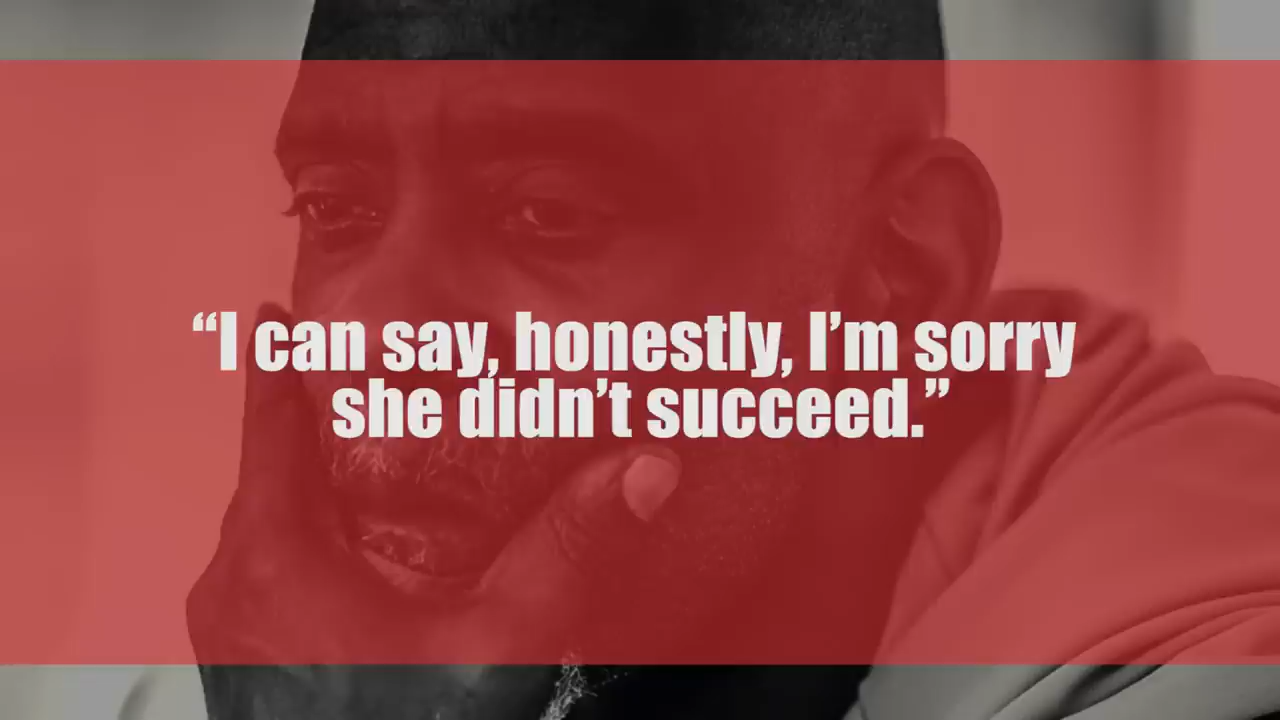 “I can say, honestly, I’m sorry
she didn’t succeed.”